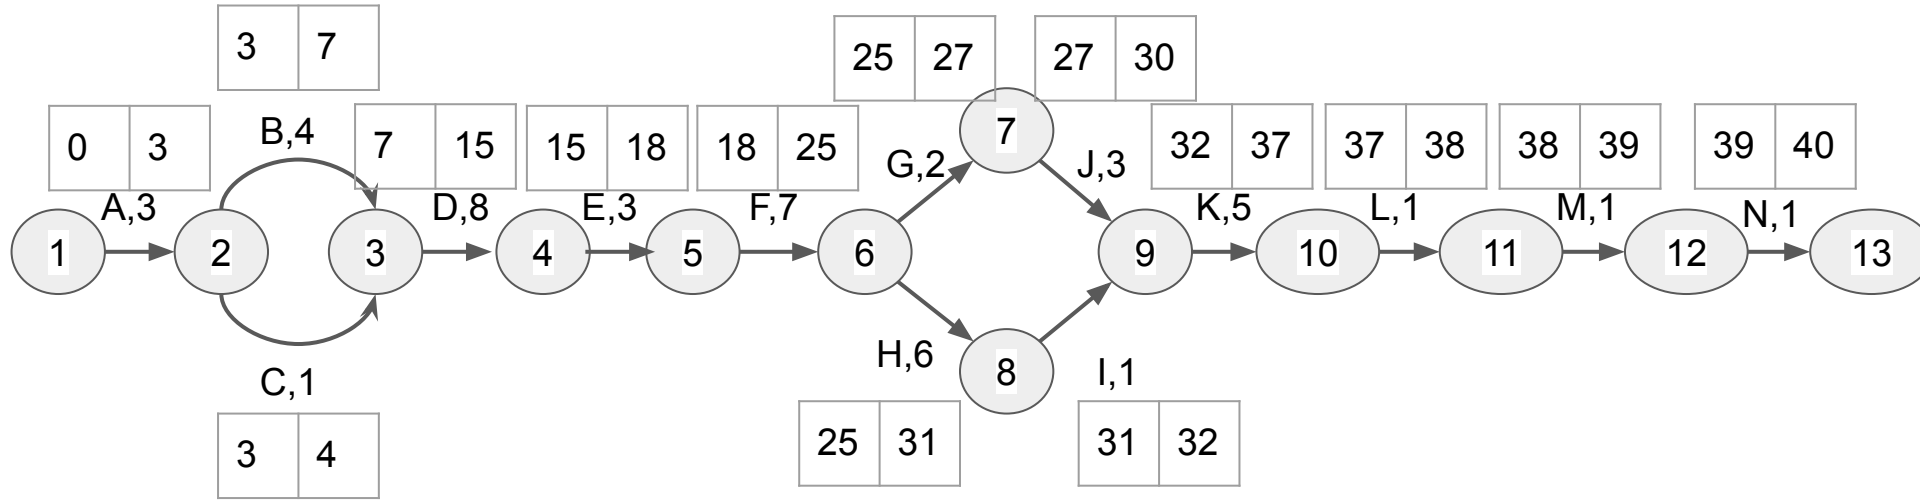 3 7
25 27
27 30
0 3
B,4
7 15
15 18
18 25
7
32 37
37 38
38 39
39 40
G,2
J,3
A,3
D,8
E,3
F,7
K,5
L,1
M,1
N,1
1
2
3
4
5
6
9
10
11
12
13
H,6
8
I,1
C,1
25 31
31 32
3 4